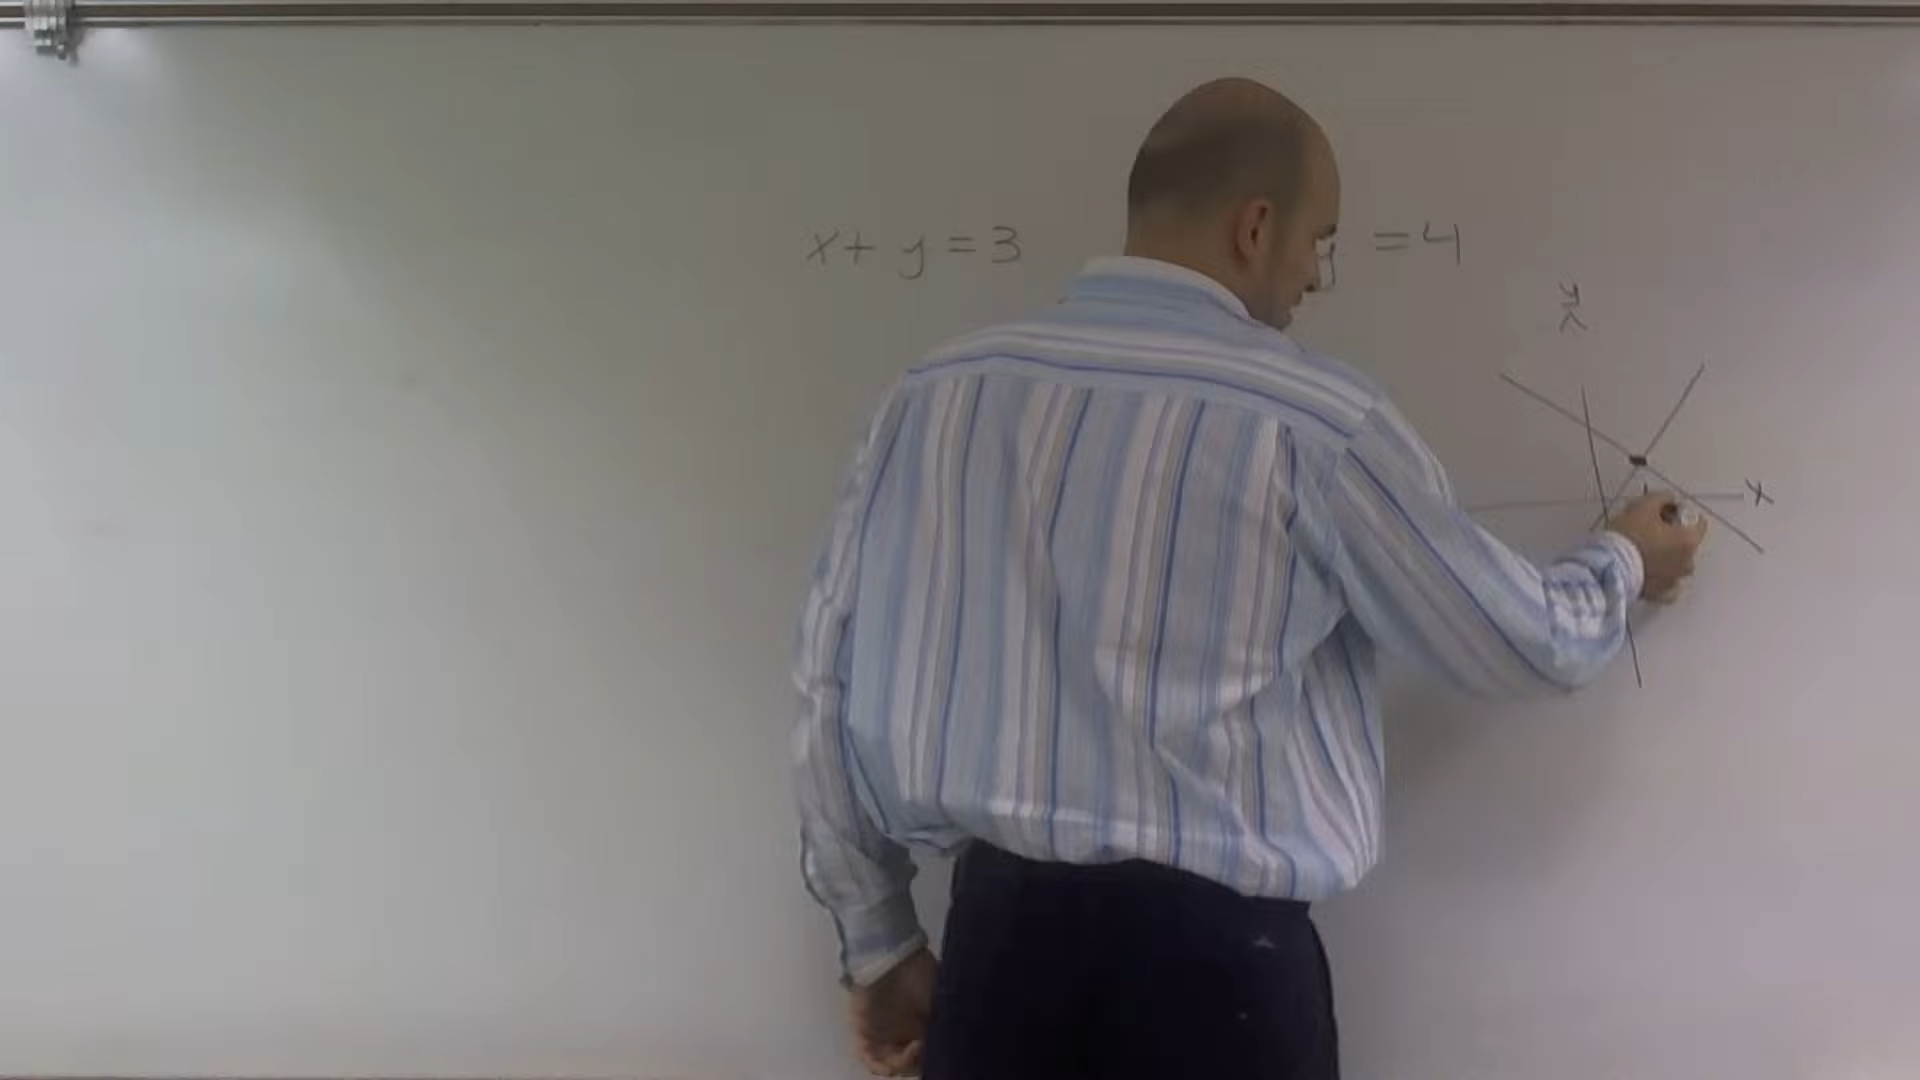 x + y = 3
y = 4
y
x